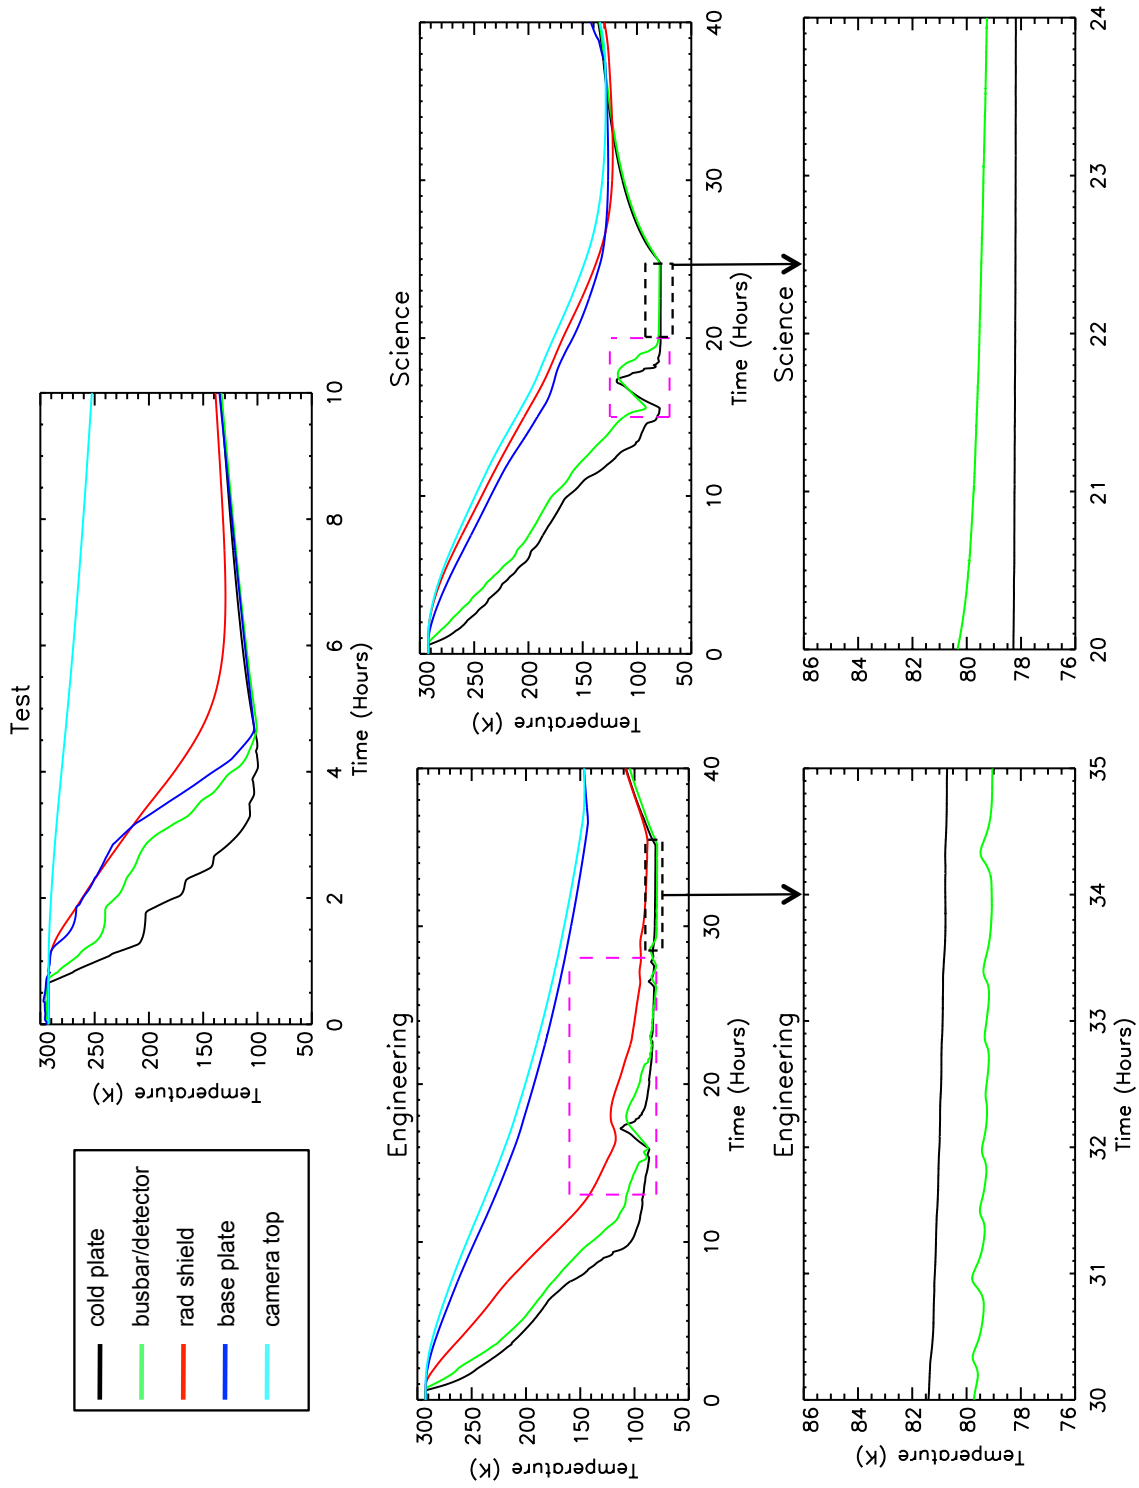 cold plate
busbar/detector
rad shield
base plate
camera top
Test
300
250
200
150
100
50
Temperature (K)
0 2 4 6 8 10
Time (Hours)
Engineering
300
250
200
150
100
50
Temperature (K)
0 10 20 30 40
Time (Hours)
Science
300
250
200
150
100
50
Temperature (K)
0 10 20 30 40
Time (Hours)
Engineering
86
84
82
80
78
76
Temperature (K)
30 31 32 33 34 35
Time (Hours)
Science
86
84
82
80
78
76
20 21 22 23 24